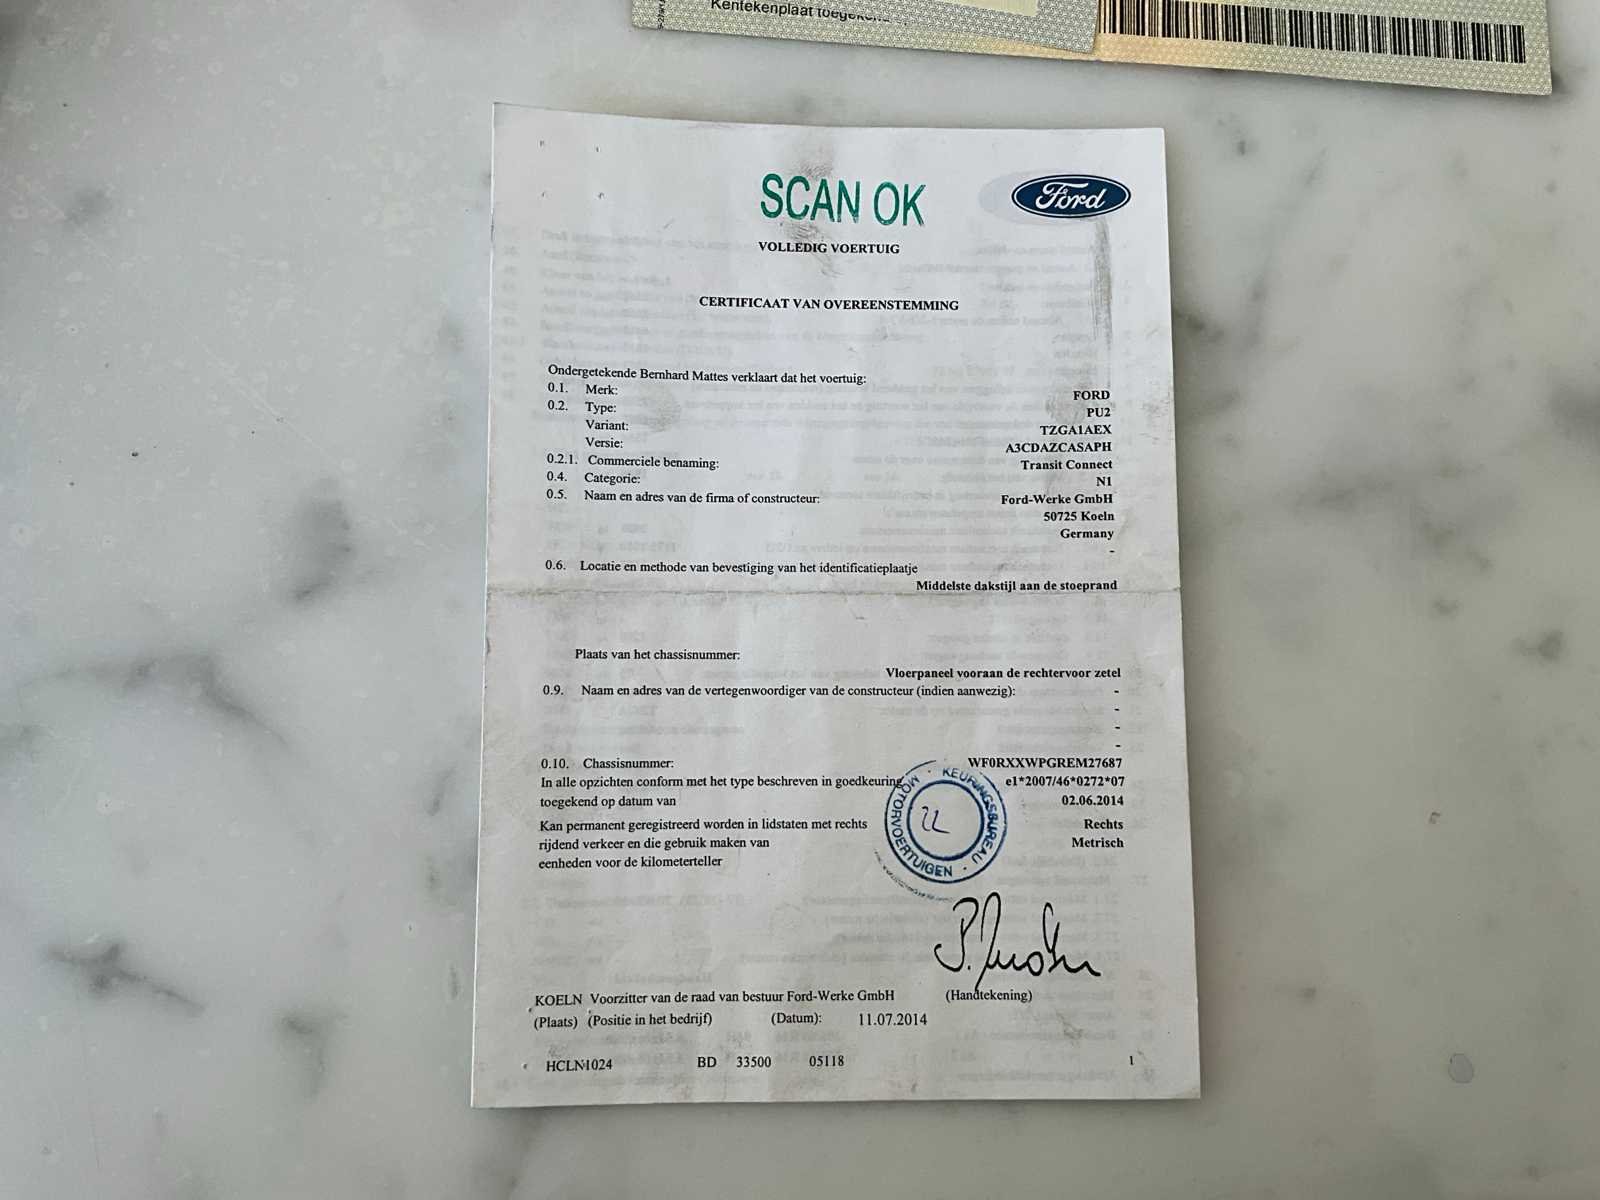 Kentekenplaat
SCAN OK
Ford
VOLLEDIG VOERTUIG
CERTIFICAAT VAN OVEREENSTEMMING
Ondergetekende Bernhard Mattes verklaart dat het voertuig:
0.1. Merk: FORD
0.2. Type: PU2
Variant: TZGA1AEX
Versie: A3CDAZCASAPH
0.2.1. Commerciele benaming: Transit Connect
0.4. Categorie: N1
0.5. Naam en adres van de firma of constructeur: Ford-Werke GmbH
50725 Koeln
Germany
-
0.6. Locatie en methode van bevestiging van het identificatieplaatje
Middelste dakstijl aan de stoeprand
Plaats van het chassisnummer:
Vloerpaneel vooraan de rechtervoor zetel
0.9. Naam en adres van de vertegenwoordiger van de constructeur (indien aanwezig): -
-
-
-
0.10. Chassisnummer: WF0RXXWPGREM27687
In alle opzichten conform met het type beschreven in goedkeuring e1*2007/46*0272*07
toegekend op datum van 02.06.2014
Kan permanent geregistreerd worden in lidstaten met rechts Rechts
rijdend verkeer en die gebruik maken van Metrisch
eenheden voor de kilometerteller
KEURINGSBUREAU · MOTORVOERTUIGEN ·
KOELN Voorzitter van de raad van bestuur Ford-Werke GmbH (Handtekening)
(Plaats) (Positie in het bedrijf) (Datum): 11.07.2014
HCLN1024 BD 33500 05118 1